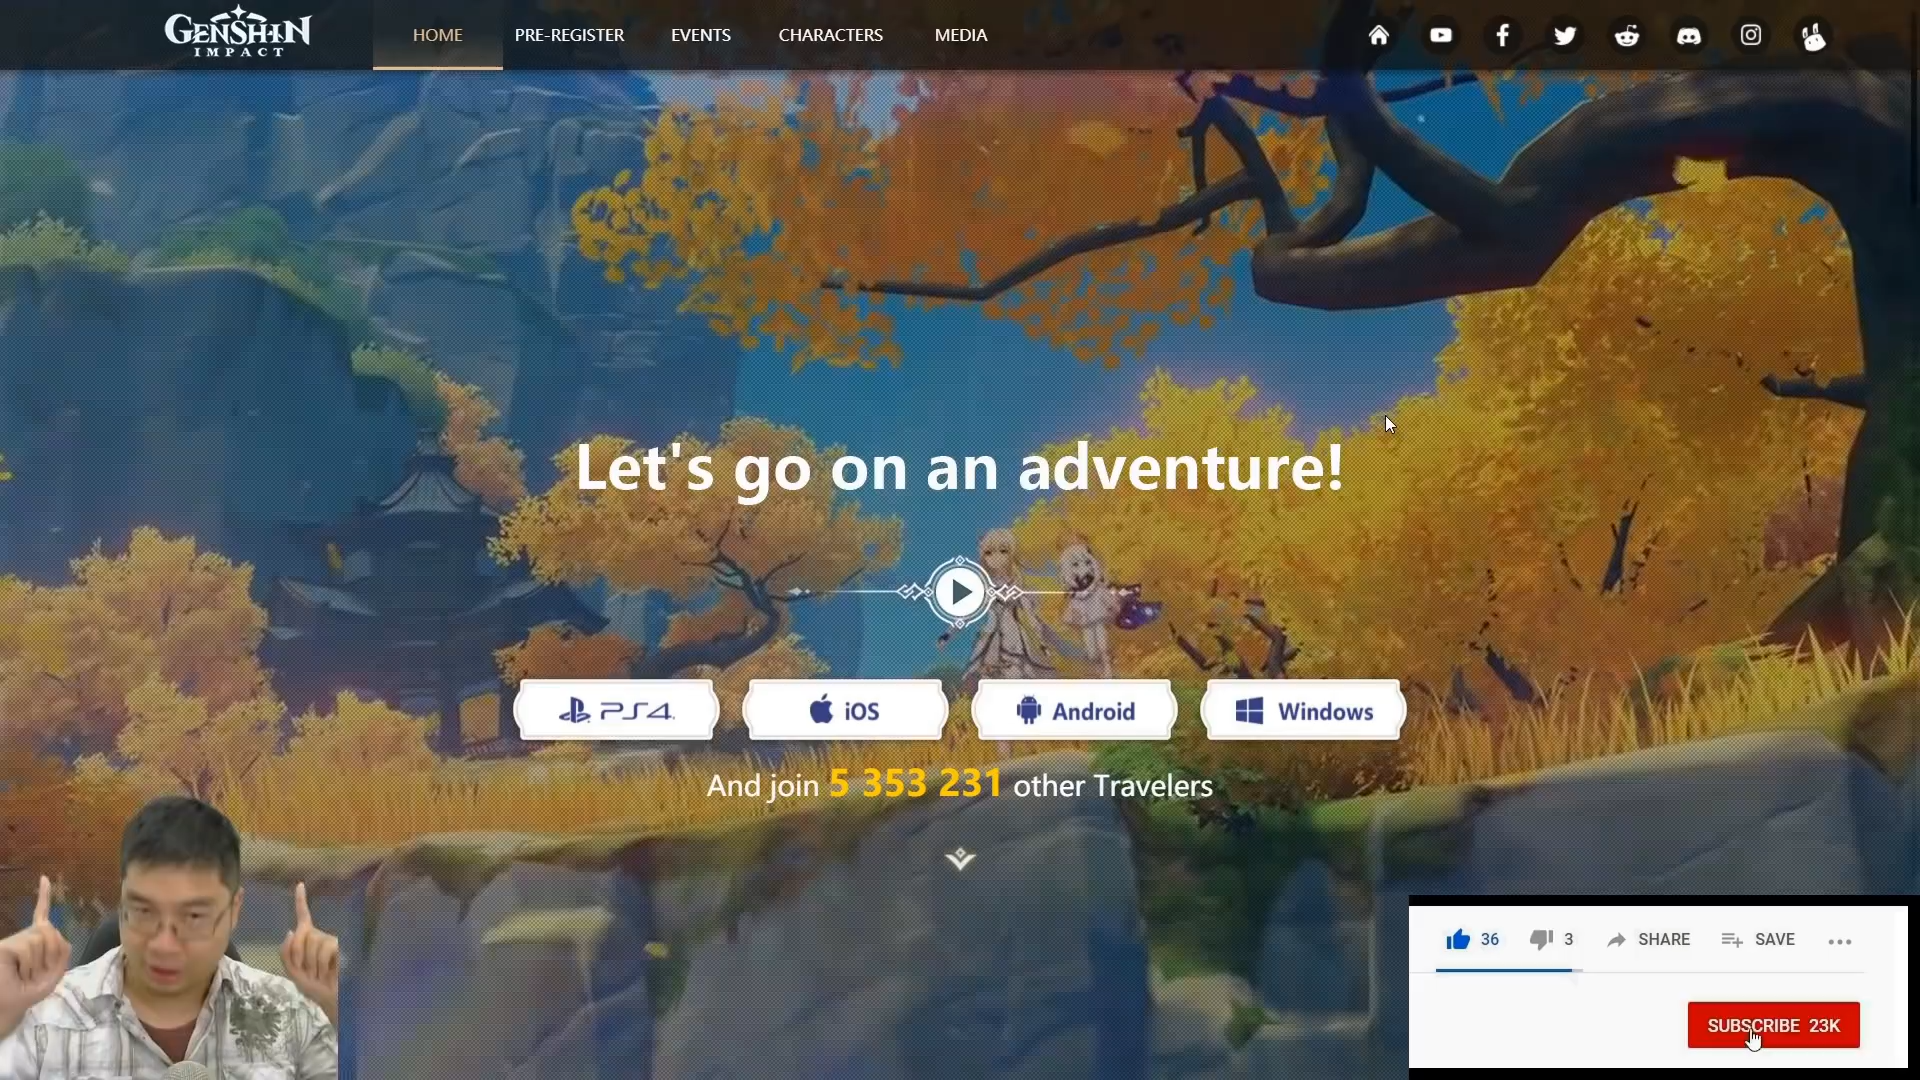 GENSHIN
IMPACT
HOME
PRE-REGISTER
EVENTS
CHARACTERS
MEDIA
Let's go on an adventure!
PS4
iOS
Android
Windows
And join 5 353 231 other Travelers
36
3
SHARE
SAVE
SUBSCRIBE 23K